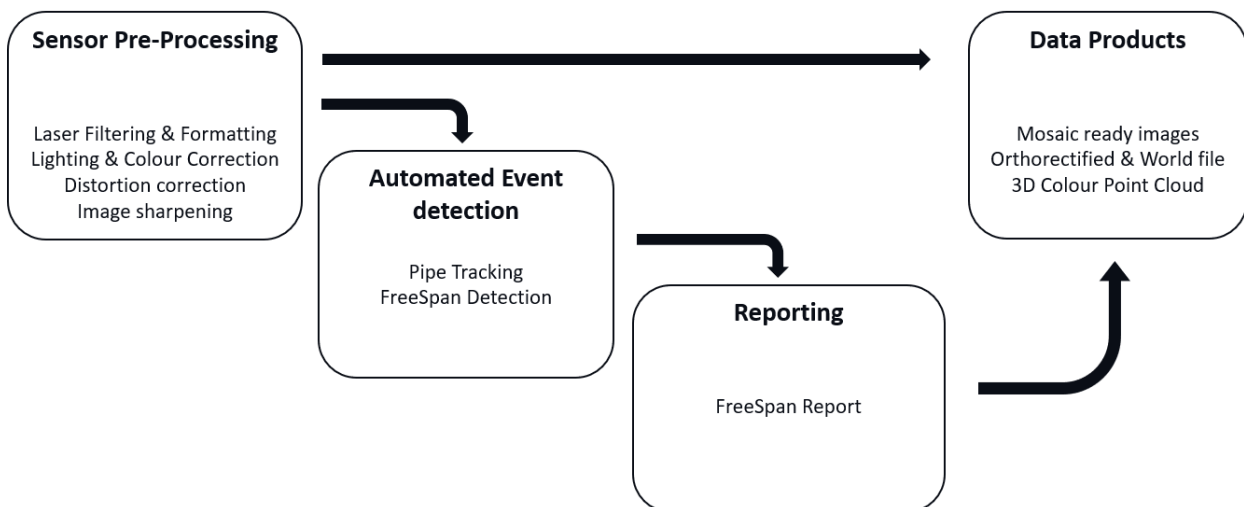 Sensor Pre-Processing
Laser Filtering & Formatting
Lighting & Colour Correction
Distortion correction
Image sharpening
Automated Event
detection
Pipe Tracking
FreeSpan Detection
Reporting
FreeSpan Report
Data Products
Mosaic ready images
Orthorectified & World file
3D Colour Point Cloud